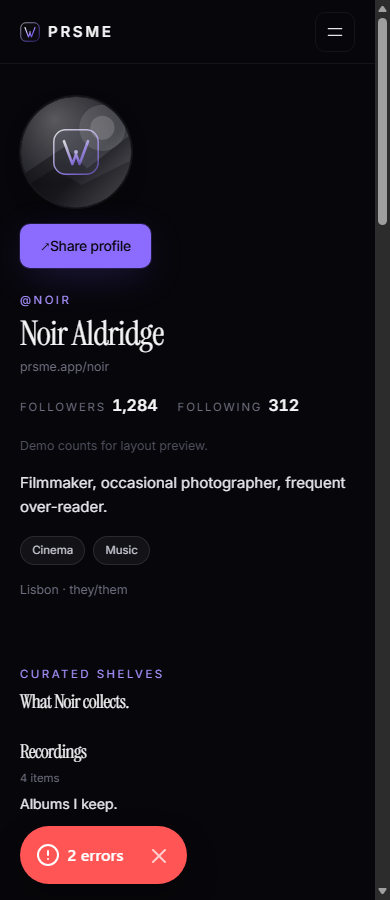 PRSME
↗Share profile
@NOIR
Noir Aldridge
prsme.app/noir
FOLLOWERS 1,284 FOLLOWING 312
Demo counts for layout preview.
Filmmaker, occasional photographer, frequent
over-reader.
Cinema Music
Lisbon · they/them
CURATED SHELVES
What Noir collects.
Recordings
4 items
Albums I keep.
2 errors